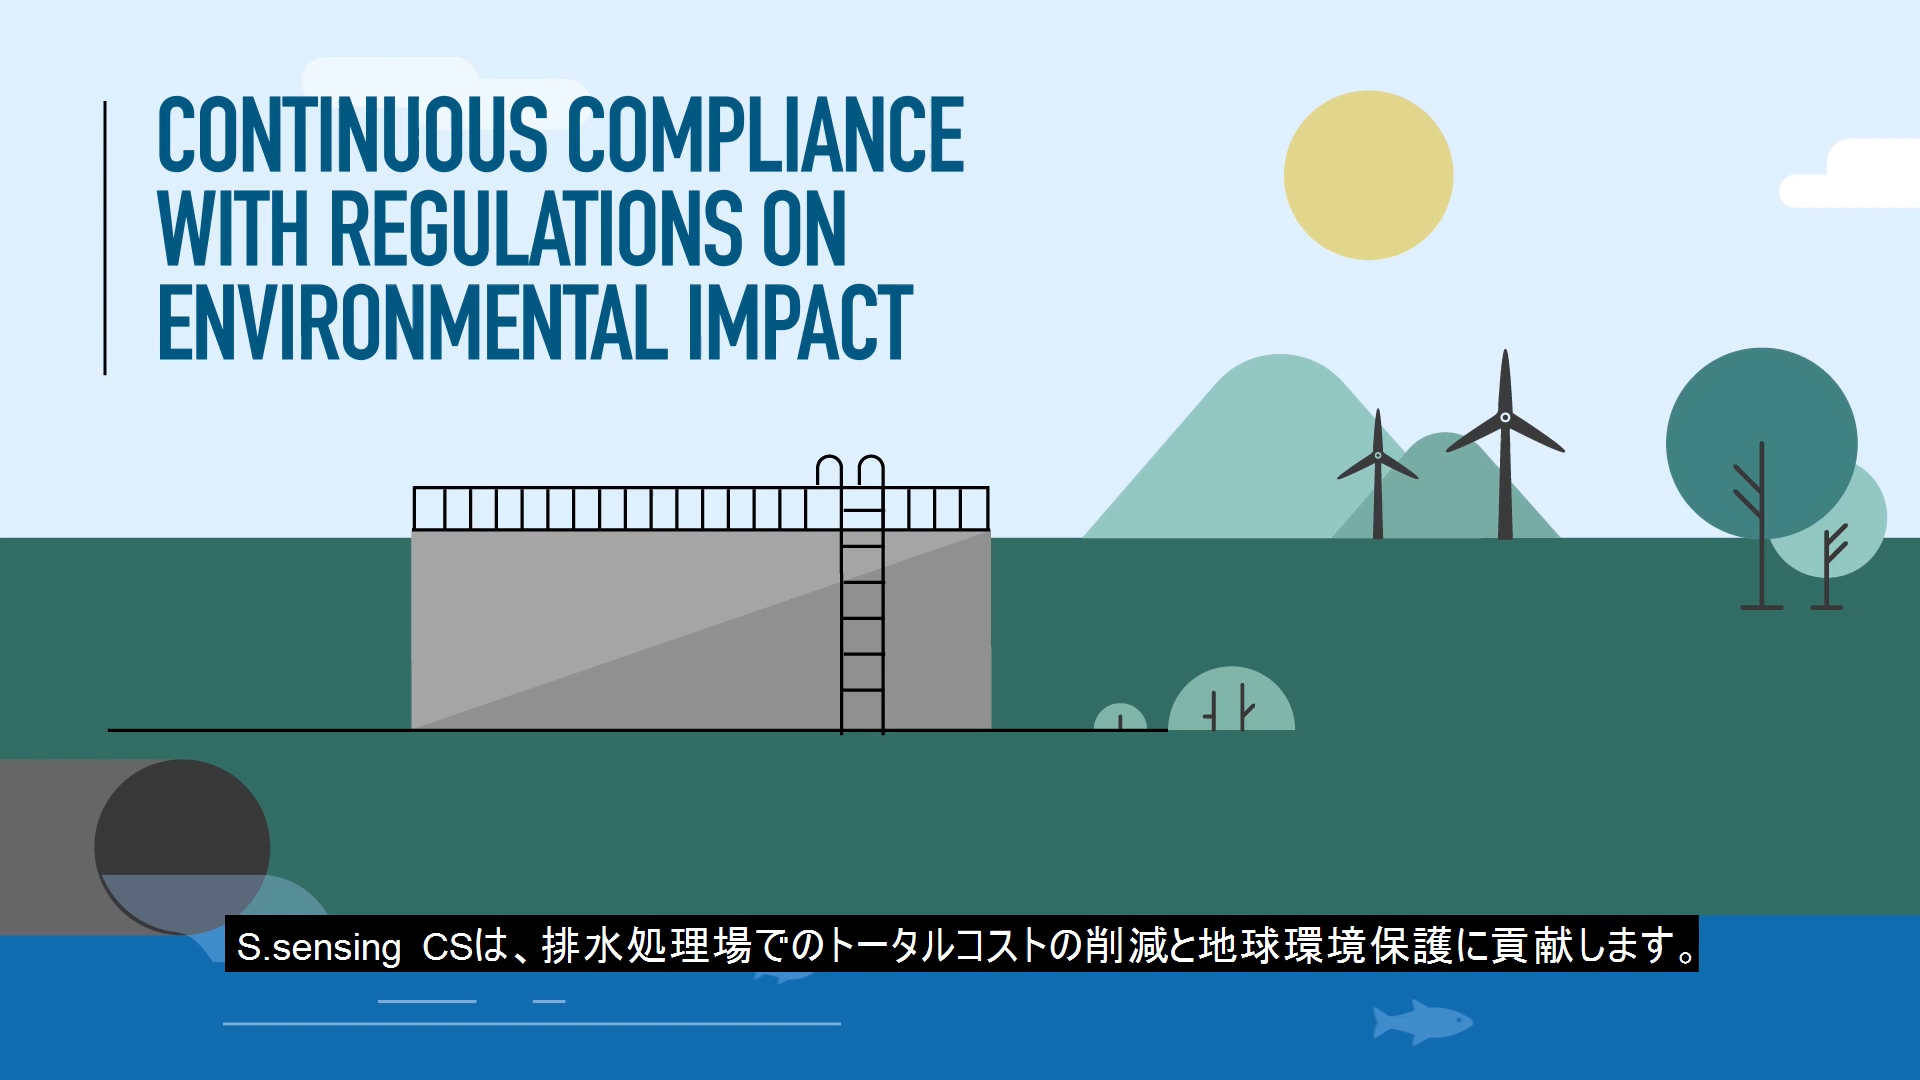 CONTINUOUS COMPLIANCE
WITH REGULATIONS ON
ENVIRONMENTAL IMPACT
S.sensing CSは、排水処理場でのトータルコストの削減と地球環境保護に貢献します。